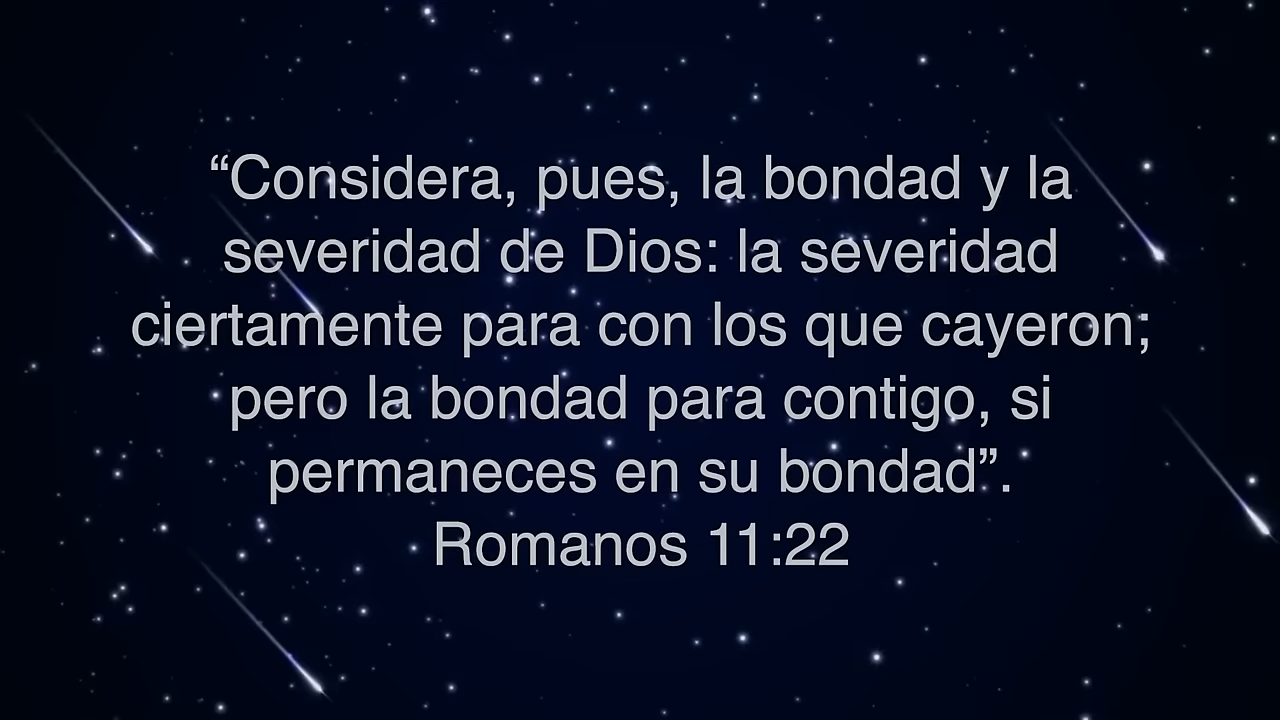 “Considera, pues, la bondad y la
severidad de Dios: la severidad
ciertamente para con los que cayeron;
pero la bondad para contigo, si
permaneces en su bondad”.
Romanos 11:22